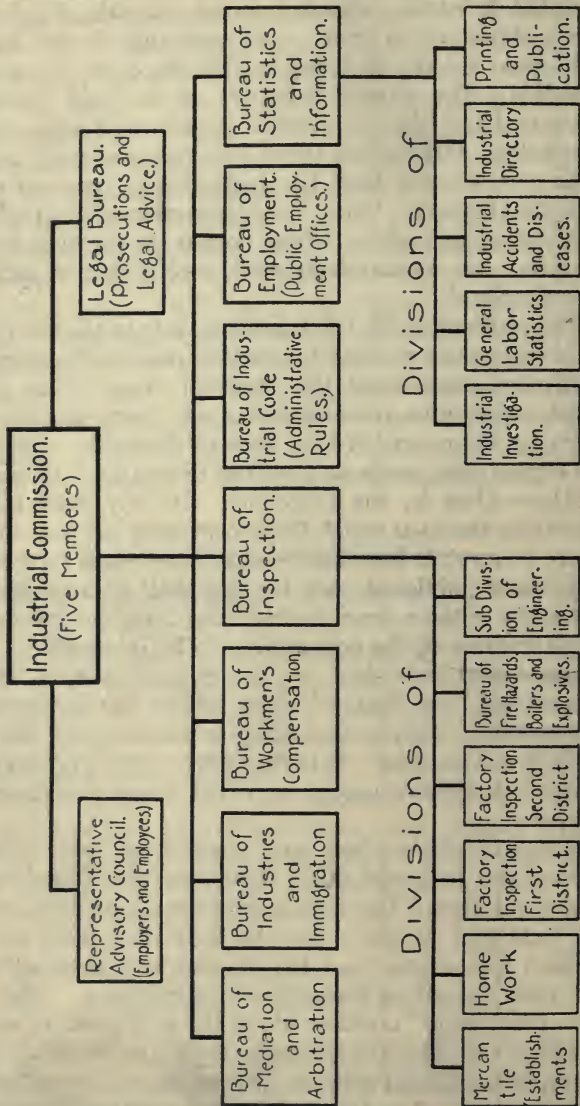 Industrial Commission.
(Five Members)
Representative
Advisory Council.
(Employers and Employees)
Legal Bureau.
(Prosecutions and
Legal Advice.)
Bureau of
Mediation
and
Arbitration
Bureau of
Industries
and
Immigration
Bureau of
Workmen's
Compensation
Bureau of
Inspection.
Bureau of Indus-
trial Code
(Administrative
Rules.)
Bureau of
Employment.
(Public Employ-
ment Offices.)
Bureau of
Statistics
and
Information.
Divisions of
Mercan
tile
Establish-
ments
Home
Work
Factory
Inspection
First
District.
Factory
Inspection
Second
District
Bureau of
Fire Hazards
Boilers and
Explosives.
Sub Divis-
ion of
Engineer-
ing.
Divisions of
Industrial
Investiga-
tion.
General
Labor
Statistics
Industrial
Accidents
and Dis-
eases.
Industrial
Directory
Printing
and
Publi-
cation.